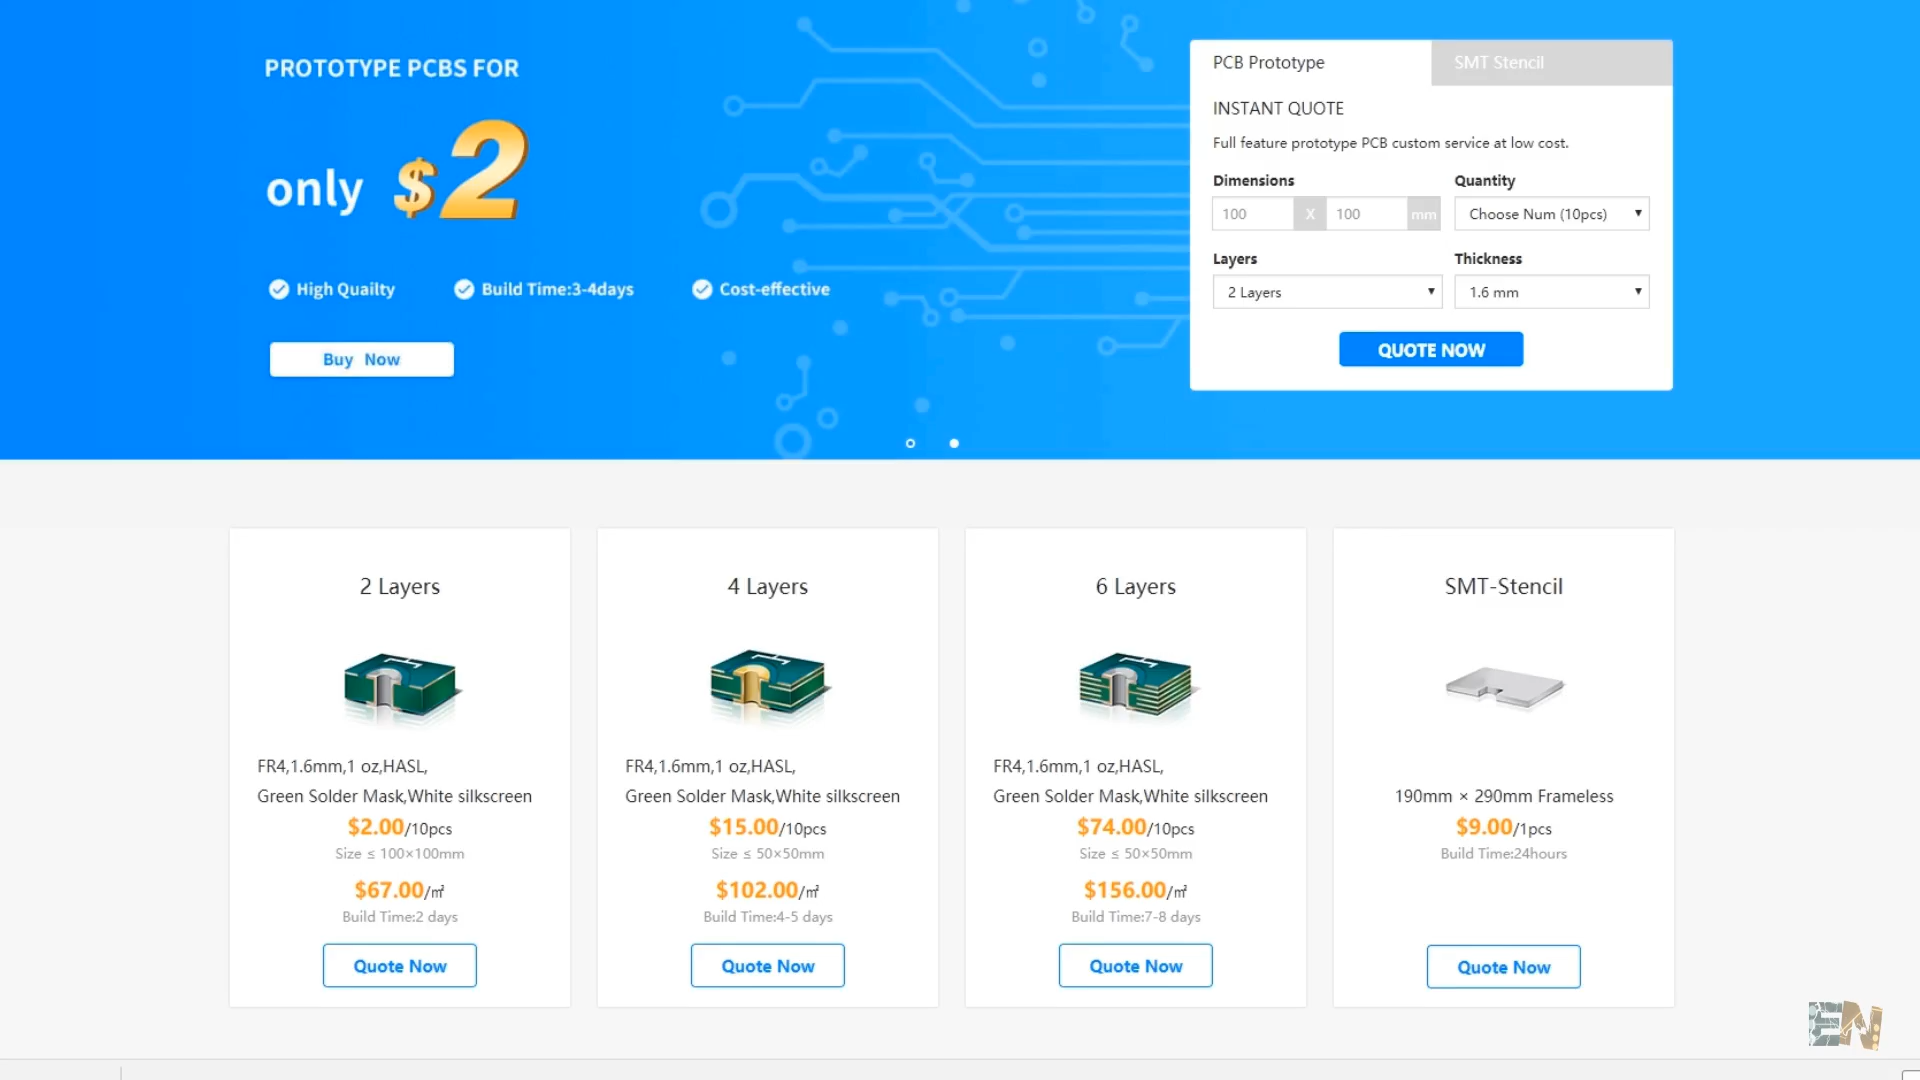 PROTOTYPE PCBS FOR
only $2
High Quailty
Build Time:3-4days
Cost-effective
Buy Now
PCB Prototype
SMT Stencil
INSTANT QUOTE
Full feature prototype PCB custom service at low cost.
Dimensions
Quantity
100 X 100 mm
Choose Num (10pcs)
Layers
Thickness
2 Layers
1.6 mm
QUOTE NOW
2 Layers
FR4,1.6mm,1 oz,HASL,
Green Solder Mask,White silkscreen
$2.00/10pcs
Size ≤ 100×100mm
$67.00/㎡
Build Time:2 days
Quote Now
4 Layers
FR4,1.6mm,1 oz,HASL,
Green Solder Mask,White silkscreen
$15.00/10pcs
Size ≤ 50×50mm
$102.00/㎡
Build Time:4-5 days
Quote Now
6 Layers
FR4,1.6mm,1 oz,HASL,
Green Solder Mask,White silkscreen
$74.00/10pcs
Size ≤ 50×50mm
$156.00/㎡
Build Time:7-8 days
Quote Now
SMT-Stencil
190mm × 290mm Frameless
$9.00/1pcs
Build Time:24hours
Quote Now
EN